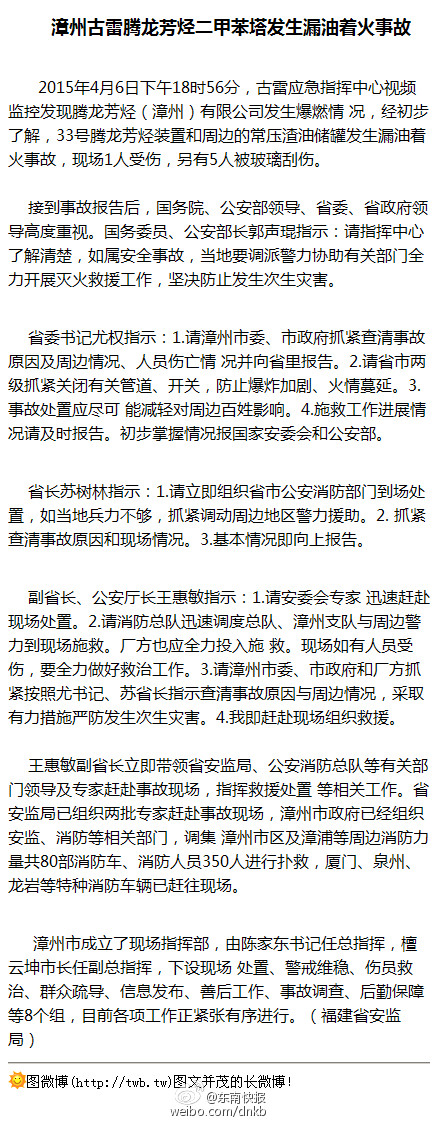 漳州古雷腾龙芳烃二甲苯塔发生漏油着火事故
2015年4月6日下午18时56分，古雷应急指挥中心视频
监控发现腾龙芳烃（漳州）有限公司发生爆燃情 况，经初步
了解，33号腾龙芳烃装置和周边的常压渣油储罐发生漏油着
火事故，现场1人受伤，另有5人被玻璃刮伤。
接到事故报告后，国务院、公安部领导、省委、省政府领
导高度重视。国务委员、公安部长郭声琨指示：请指挥中心
了解清楚，如属安全事故，当地要调派警力协助有关部门全
力开展灭火救援工作，坚决防止发生次生灾害。
省委书记尤权指示：1.请漳州市委、市政府抓紧查清事故
原因及周边情况、人员伤亡情 况并向省里报告。2.请省市两
级抓紧关闭有关管道、开关，防止爆炸加剧、火情蔓延。3.
事故处置应尽可 能减轻对周边百姓影响。4.施救工作进展情
况请及时报告。初步掌握情况报国家安委会和公安部。
省长苏树林指示：1.请立即组织省市公安消防部门到场处
置，如当地兵力不够，抓紧调动周边地区警力援助。2. 抓紧
查清事故原因和现场情况。3.基本情况即向上报告。
副省长、公安厅长王惠敏指示：1.请安委会专家 迅速赶赴
现场处置。2.请消防总队迅速调度总队、漳州支队与周边警
力到现场施救。厂方也应全力投入施 救。现场如有人员受
伤，要全力做好救治工作。3.请漳州市委、市政府和厂方抓
紧按照尤书记、苏省长指示查清事故原因与周边情况，采取
有力措施严防发生次生灾害。4.我即赶赴现场组织救援。
王惠敏副省长立即带领省安监局、公安消防总队等有关部
门领导及专家赶赴事故现场，指挥救援处置 等相关工作。省
安监局已组织两批专家赶赴事故现场，漳州市政府已经组织
安监、消防等相关部门，调集 漳州市区及漳浦等周边消防力
量共80部消防车、消防人员350人进行扑救，厦门、泉州、
龙岩等特种消防车辆已赶往现场。
漳州市成立了现场指挥部，由陈家东书记任总指挥，檀
云坤市长任副总指挥，下设现场 处置、警戒维稳、伤员救
治、群众疏导、信息发布、善后工作、事故调查、后勤保障
等8个组，目前各项工作正紧张有序进行。（福建省安监
局）
图微博(http://twb.tw)图文并茂的长微博!
@东南快报
weibo.com/dnkb